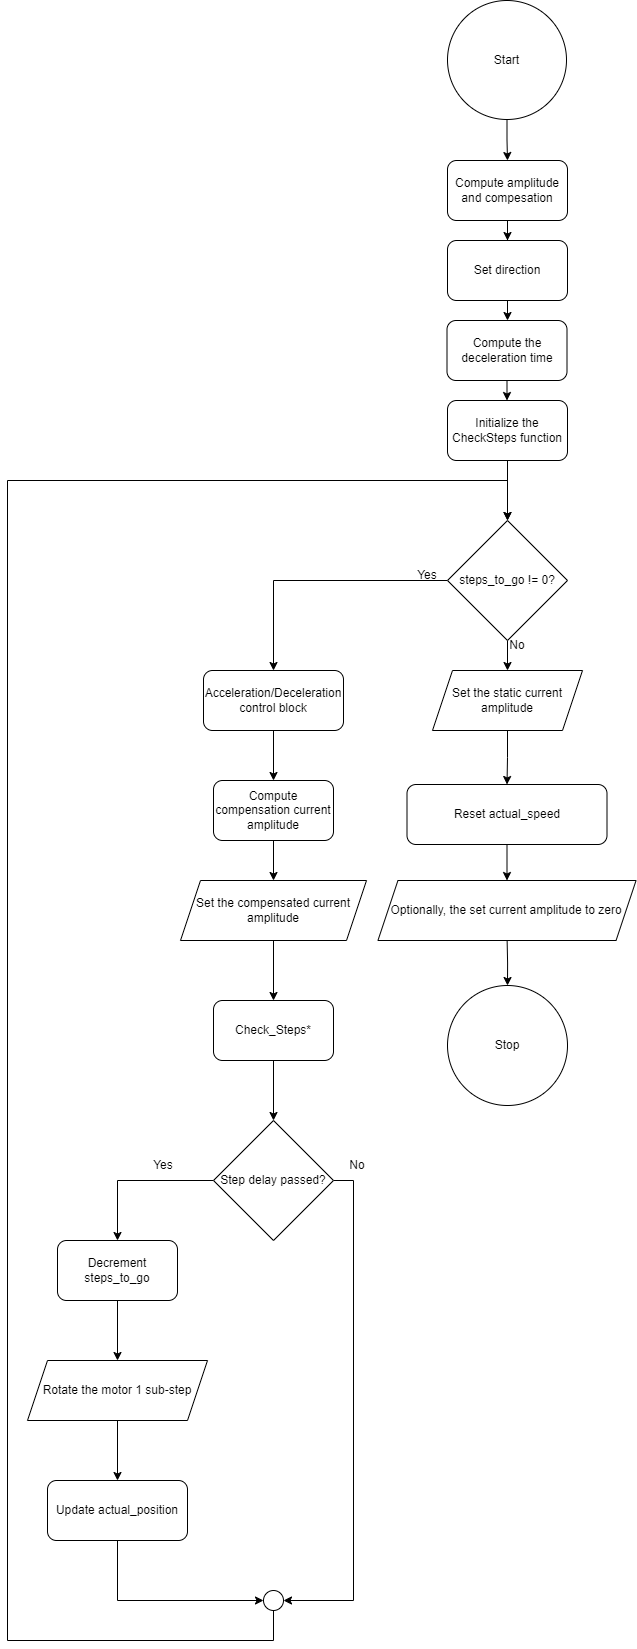 Start
Compute amplitude
and compesation
Set direction
Compute the
deceleration time
Initialize the
CheckSteps function
steps_to_go != 0?
Yes
No
Acceleration/Deceleration
control block
Set the static current
amplitude
Compute
compensation current
amplitude
Reset actual_speed
Set the compensated current
amplitude
Optionally, the set current amplitude to zero
Check_Steps*
Stop
Step delay passed?
Yes
No
Decrement
steps_to_go
Rotate the motor 1 sub-step
Update actual_position